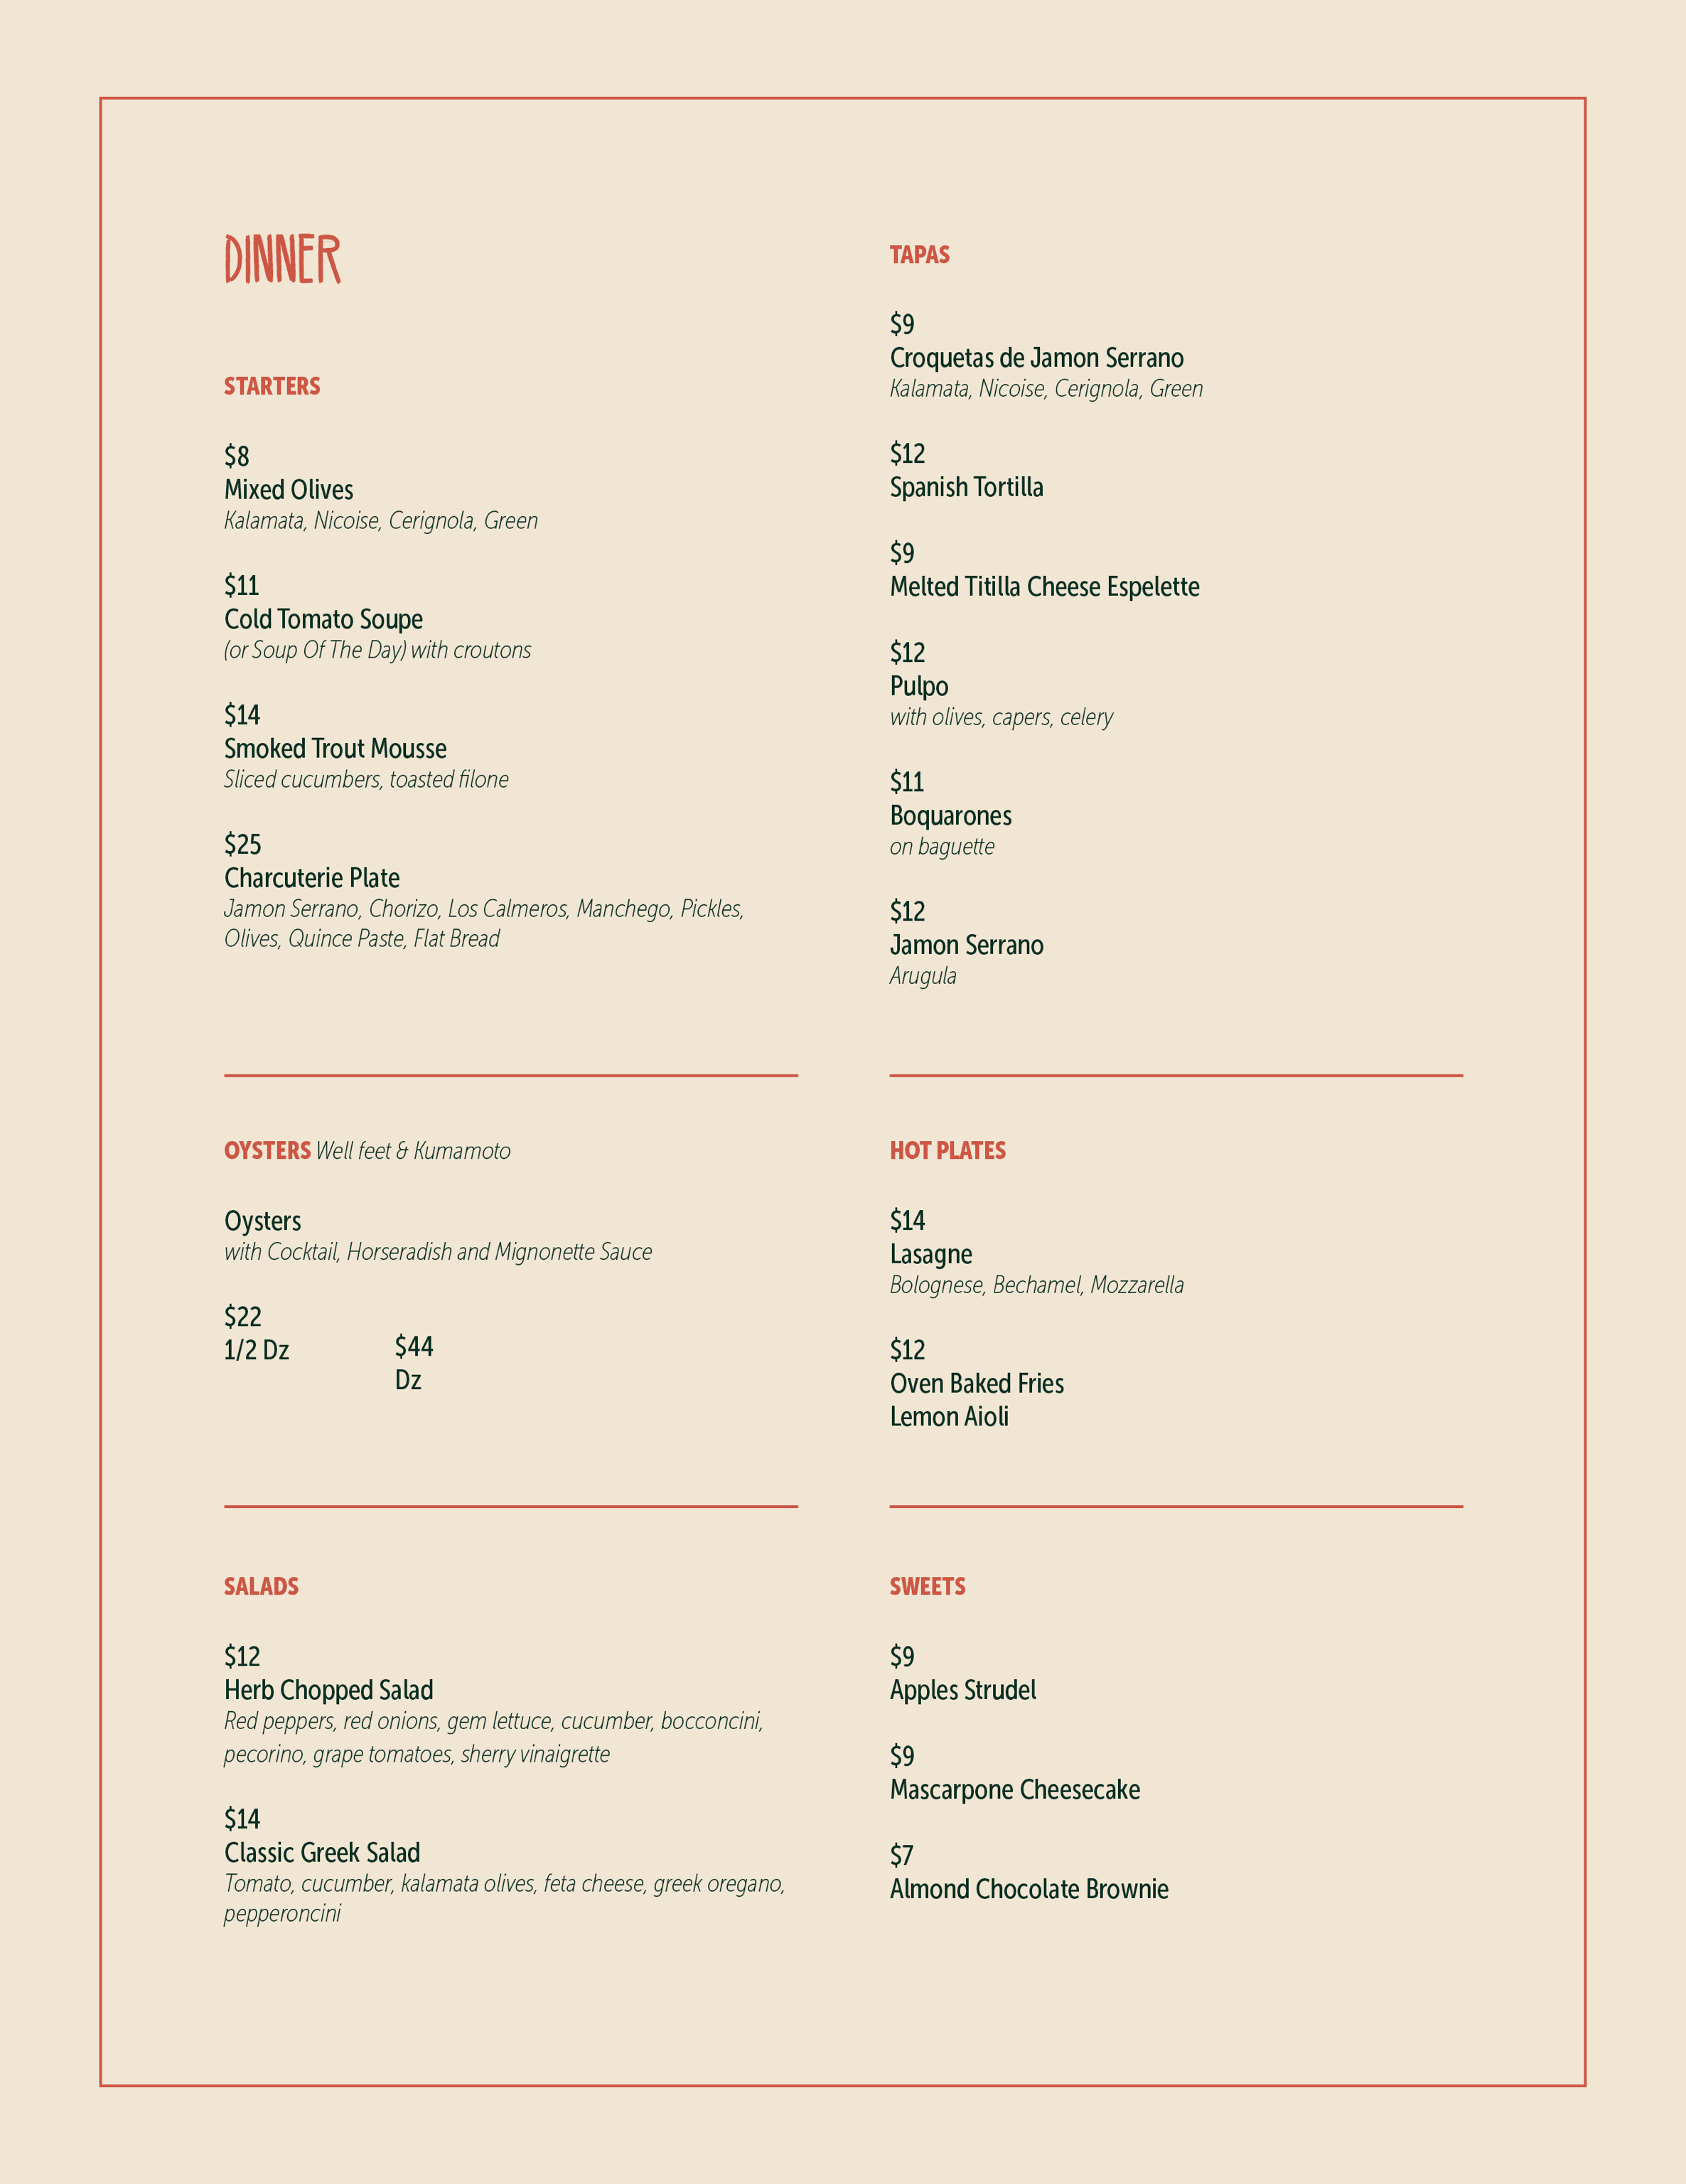 DINNER
STARTERS
$8
Mixed Olives
Kalamata, Nicoise, Cerignola, Green
$11
Cold Tomato Soupe
(or Soup Of The Day) with croutons
$14
Smoked Trout Mousse
Sliced cucumbers, toasted filone
$25
Charcuterie Plate
Jamon Serrano, Chorizo, Los Calmeros, Manchego, Pickles,
Olives, Quince Paste, Flat Bread
OYSTERS Well feet & Kumamoto
Oysters
with Cocktail, Horseradish and Mignonette Sauce
$22
1/2 Dz
$44
Dz
SALADS
$12
Herb Chopped Salad
Red peppers, red onions, gem lettuce, cucumber, bocconcini,
pecorino, grape tomatoes, sherry vinaigrette
$14
Classic Greek Salad
Tomato, cucumber, kalamata olives, feta cheese, greek oregano,
pepperoncini
TAPAS
$9
Croquetas de Jamon Serrano
Kalamata, Nicoise, Cerignola, Green
$12
Spanish Tortilla
$9
Melted Titilla Cheese Espelette
$12
Pulpo
with olives, capers, celery
$11
Boquarones
on baguette
$12
Jamon Serrano
Arugula
HOT PLATES
$14
Lasagne
Bolognese, Bechamel, Mozzarella
$12
Oven Baked Fries
Lemon Aioli
SWEETS
$9
Apples Strudel
$9
Mascarpone Cheesecake
$7
Almond Chocolate Brownie